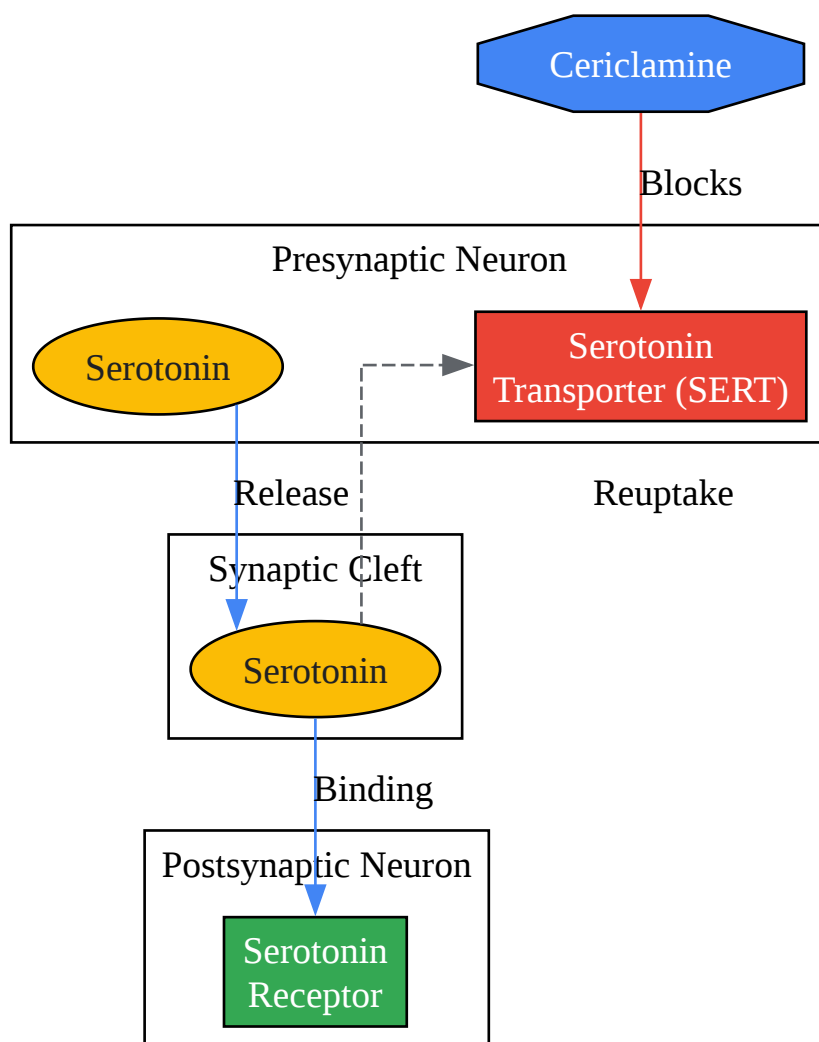 Cericlamine
Blocks
Presynaptic Neuron
Serotonin
Serotonin
Transporter (SERT)
Release
Reuptake
Synaptic Cleft
Serotonin
Binding
Postsynaptic Neuron
Serotonin
Receptor